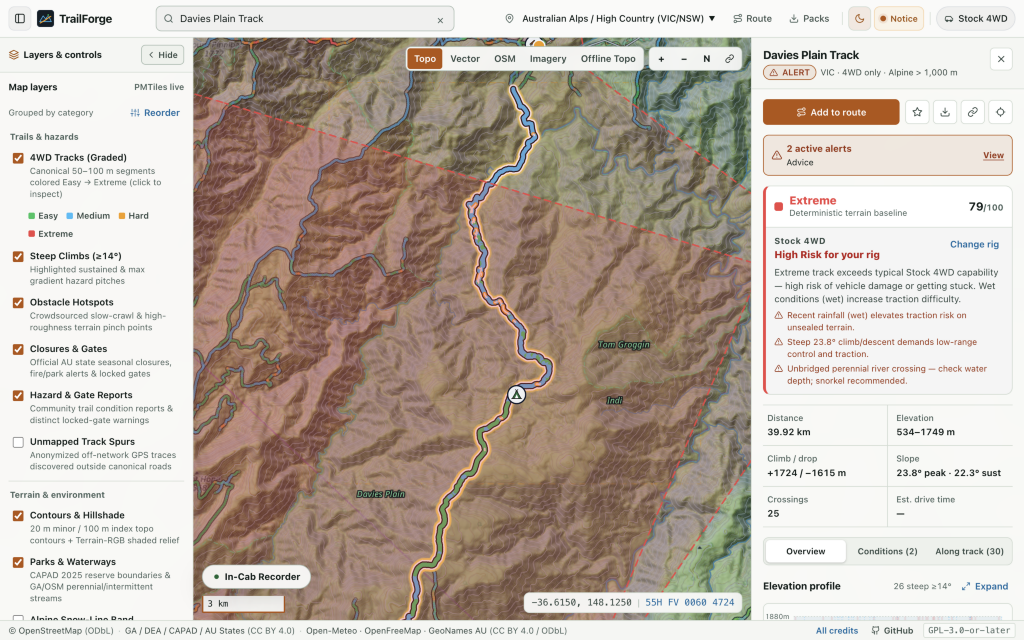 TrailForge
Davies Plain Track
×
Australian Alps / High Country (VIC/NSW) ▼
Route
Packs
Notice
Stock 4WD
Layers & controls
Hide
Map layers
PMTiles live
Grouped by category
Reorder
Trails & hazards
4WD Tracks (Graded)
Canonical 50–100 m segments
colored Easy → Extreme (click to
inspect)
Easy
Medium
Hard
Extreme
Steep Climbs (≥14°)
Highlighted sustained & max
gradient hazard pitches
Obstacle Hotspots
Crowdsourced slow-crawl & high-
roughness terrain pinch points
Closures & Gates
Official AU state seasonal closures,
fire/park alerts & locked gates
Hazard & Gate Reports
Community trail condition reports &
distinct locked-gate warnings
Unmapped Track Spurs
Anonymized off-network GPS traces
discovered outside canonical roads
Terrain & environment
Contours & Hillshade
20 m minor / 100 m index topo
contours + Terrain-RGB shaded relief
Parks & Waterways
CAPAD 2025 reserve boundaries &
GA/OSM perennial/intermittent
streams
Alpine Snow-Line Band
Topo
Vector
OSM
Imagery
Offline Topo
+
−
N
Tom Groggin
Indi
Davies Plain
In-Cab Recorder
3 km
−36.6150, 148.1250 | 55H FV 0060 4724
Davies Plain Track
×
ALERT
VIC · 4WD only · Alpine > 1,000 m
Add to route
2 active alerts
Advice
View
Extreme
Deterministic terrain baseline
79/100
Stock 4WD
High Risk for your rig
Change rig
Extreme track exceeds typical Stock 4WD capability
— high risk of vehicle damage or getting stuck. Wet
conditions (wet) increase traction difficulty.
Recent rainfall (wet) elevates traction risk on
unsealed terrain.
Steep 23.8° climb/descent demands low-range
control and traction.
Unbridged perennial river crossing — check water
depth; snorkel recommended.
Distance
39.92 km
Elevation
534–1749 m
Climb / drop
+1724 / −1615 m
Slope
23.8° peak · 22.3° sust
Crossings
25
Est. drive time
—
Overview
Conditions (2)
Along track (30)
Elevation profile
26 steep ≥14°
Expand
1880m
© OpenStreetMap (ODbL) · GA / DEA / CAPAD / AU States (CC BY 4.0) · Open-Meteo · OpenFreeMap · GeoNames AU (CC BY 4.0 / ODbL)
All credits
GitHub
GPL-3.0-or-later